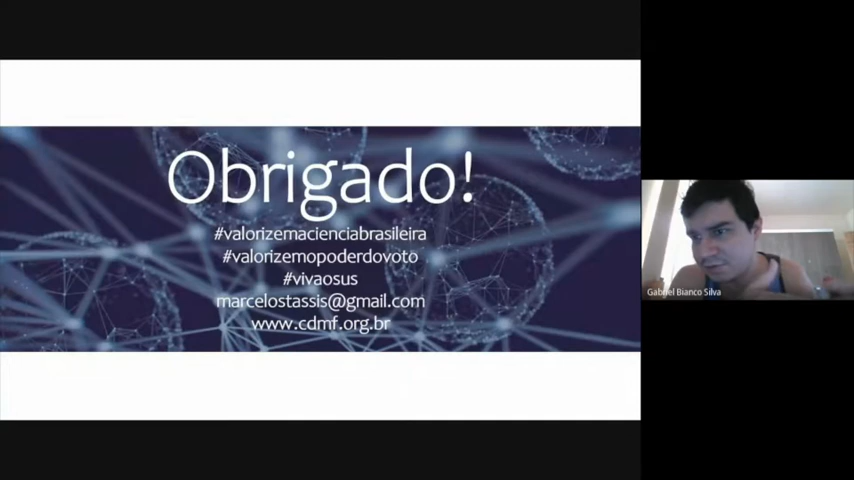 Obrigado!
#valorizemacienciabrasileira
#valorizemopoderdovoto
#vivaosus
marcelostassis@gmail.com
www.cdmf.org.br
Gabriel Bianco Silva